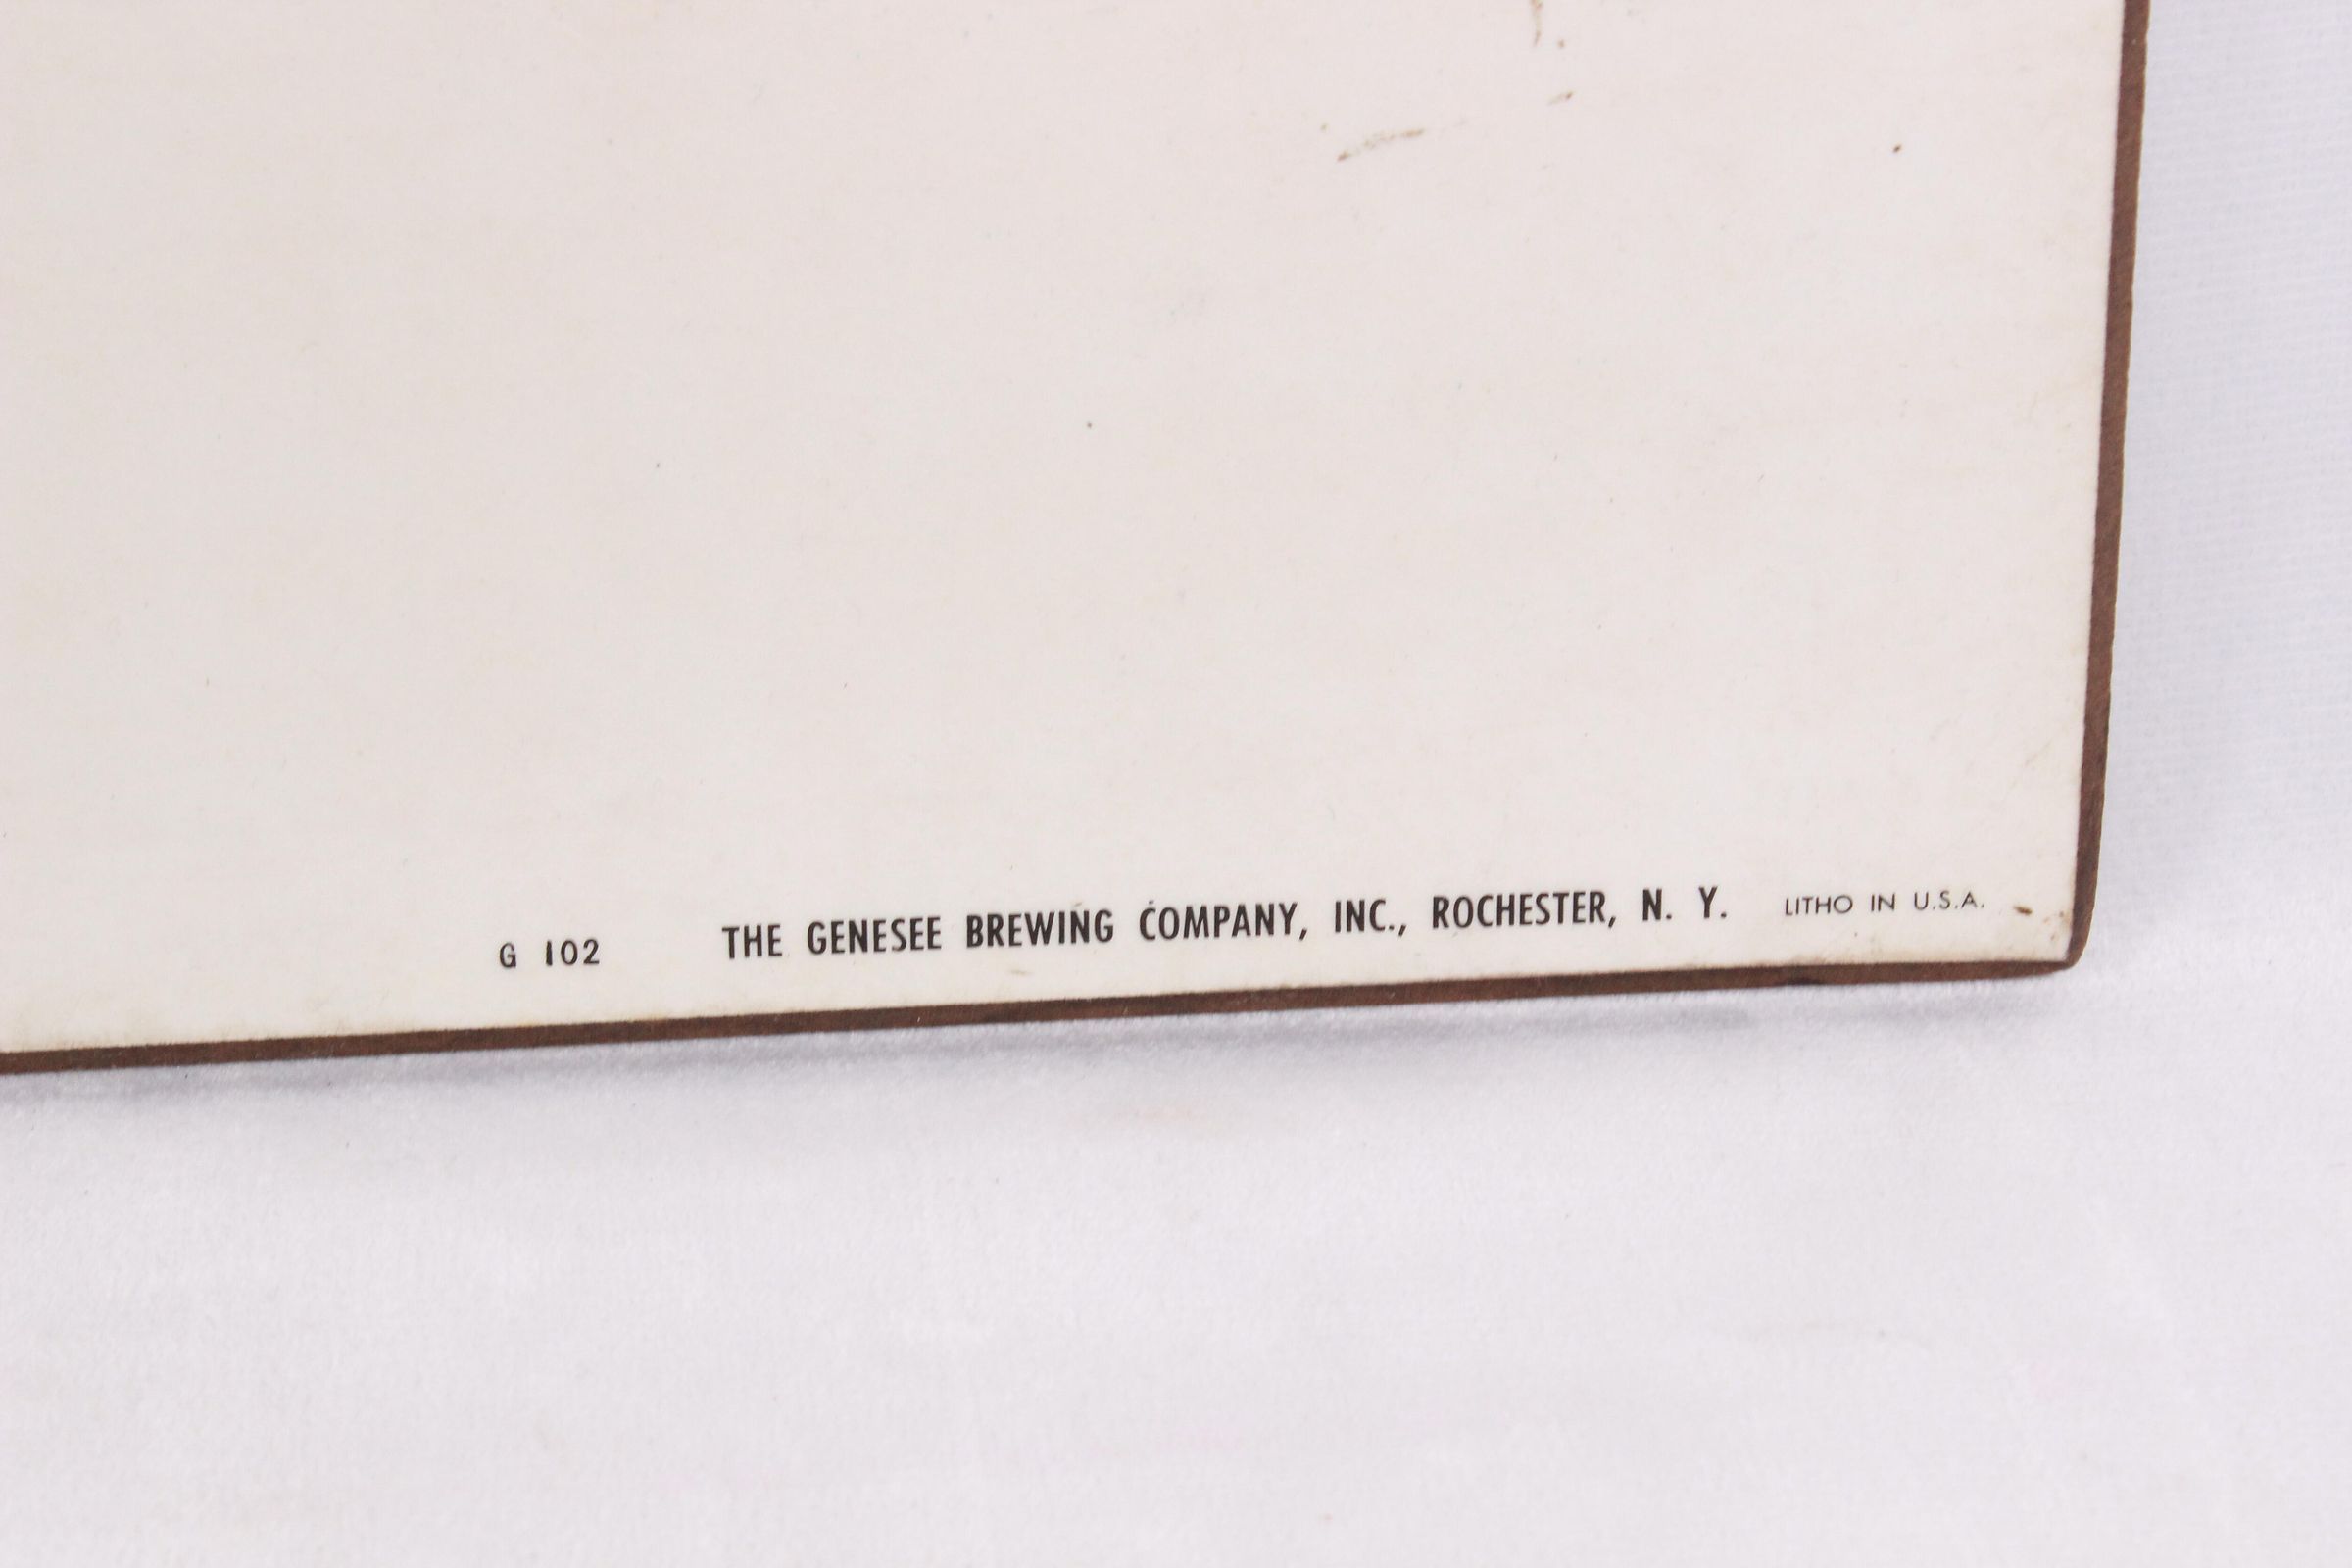 G 102 THE GENESEE BREWING COMPANY, INC., ROCHESTER, N. Y. LITHO IN U.S.A.